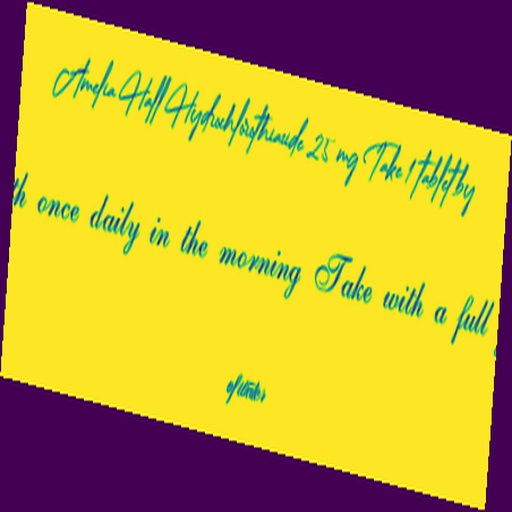 Amelia Hall Hydrochlorothiazide 25 mg Take 1 tablet by
once daily in the morning Take with a full
of water